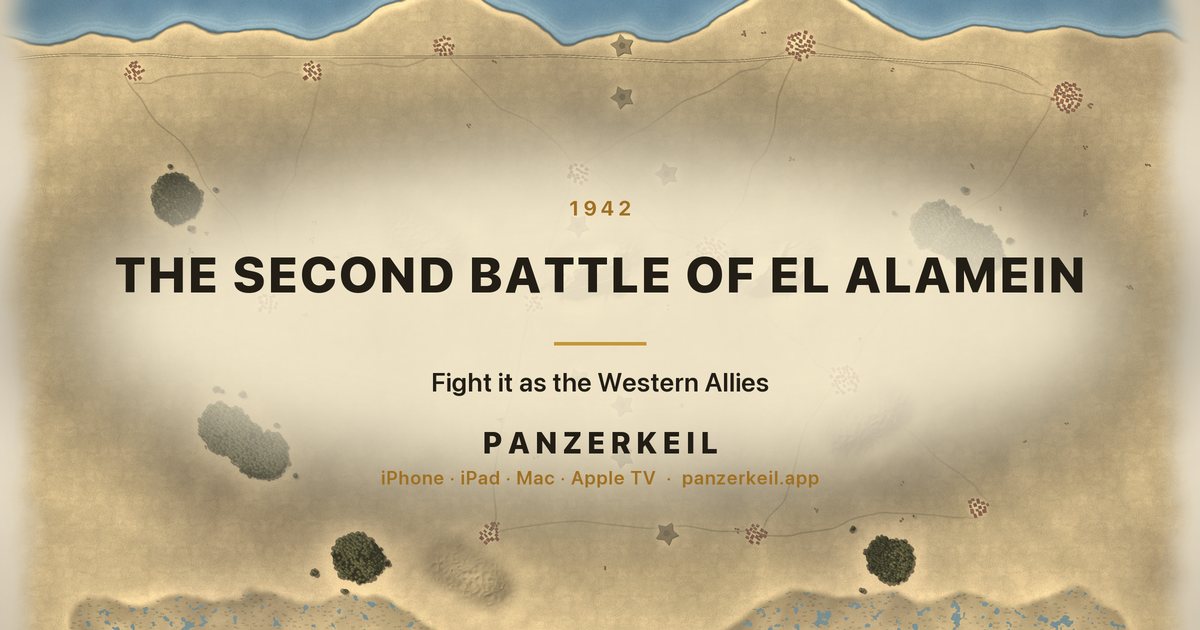 1942
THE SECOND BATTLE OF EL ALAMEIN
Fight it as the Western Allies
PANZERKEIL
iPhone · iPad · Mac · Apple TV · panzerkeil.app